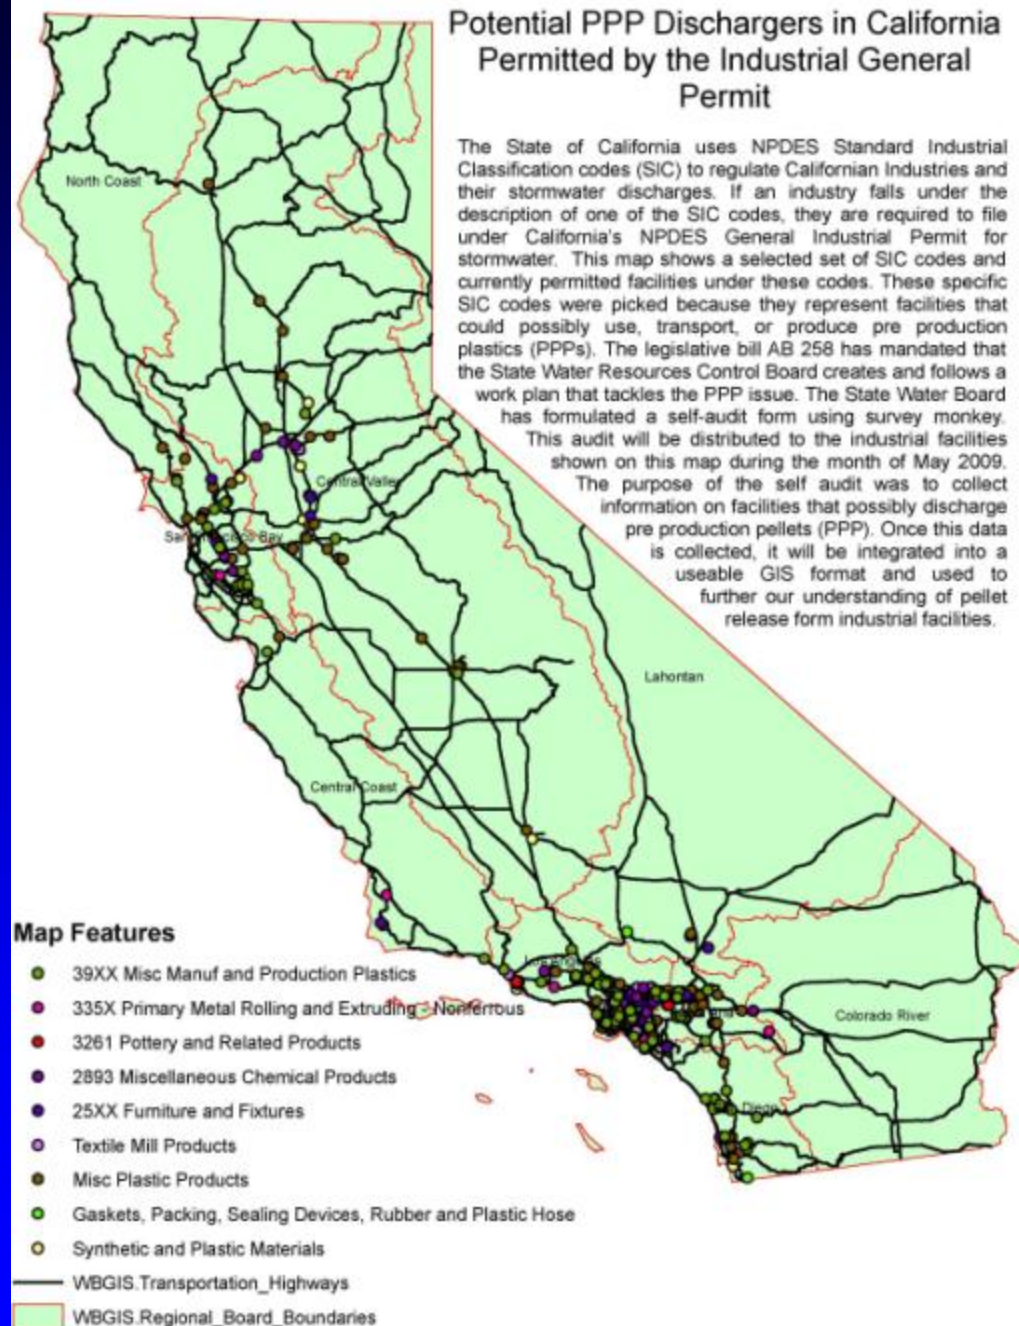 Potential PPP Dischargers in California
Permitted by the Industrial General
Permit
The State of California uses NPDES Standard Industrial
Classification codes (SIC) to regulate Californian Industries and
their stormwater discharges. If an industry falls under the
description of one of the SIC codes, they are required to file
under California's NPDES General Industrial Permit for
stormwater. This map shows a selected set of SIC codes and
currently permitted facilities under these codes. These specific
SIC codes were picked because they represent facilities that
could possibly use, transport, or produce pre production
plastics (PPPs). The legislative bill AB 258 has mandated that
the State Water Resources Control Board creates and follows a
work plan that tackles the PPP issue. The State Water Board
has formulated a self-audit form using survey monkey.
This audit will be distributed to the industrial facilities
shown on this map during the month of May 2009.
The purpose of the self audit was to collect
information on facilities that possibly discharge
pre production pellets (PPP). Once this data
is collected, it will be integrated into a
useable GIS format and used to
further our understanding of pellet
release form industrial facilities.
North Coast
Central Valley
Bay
Lahontan
Central Coast
Colorado River
Diego
Map Features
39XX Misc Manuf and Production Plastics
335X Primary Metal Rolling and Extruding - Nonferrous
3261 Pottery and Related Products
2893 Miscellaneous Chemical Products
25XX Furniture and Fixtures
Textile Mill Products
Misc Plastic Products
Gaskets, Packing, Sealing Devices, Rubber and Plastic Hose
Synthetic and Plastic Materials
WBGIS.Transportation_Highways
WBGIS.Regional_Board_Boundaries